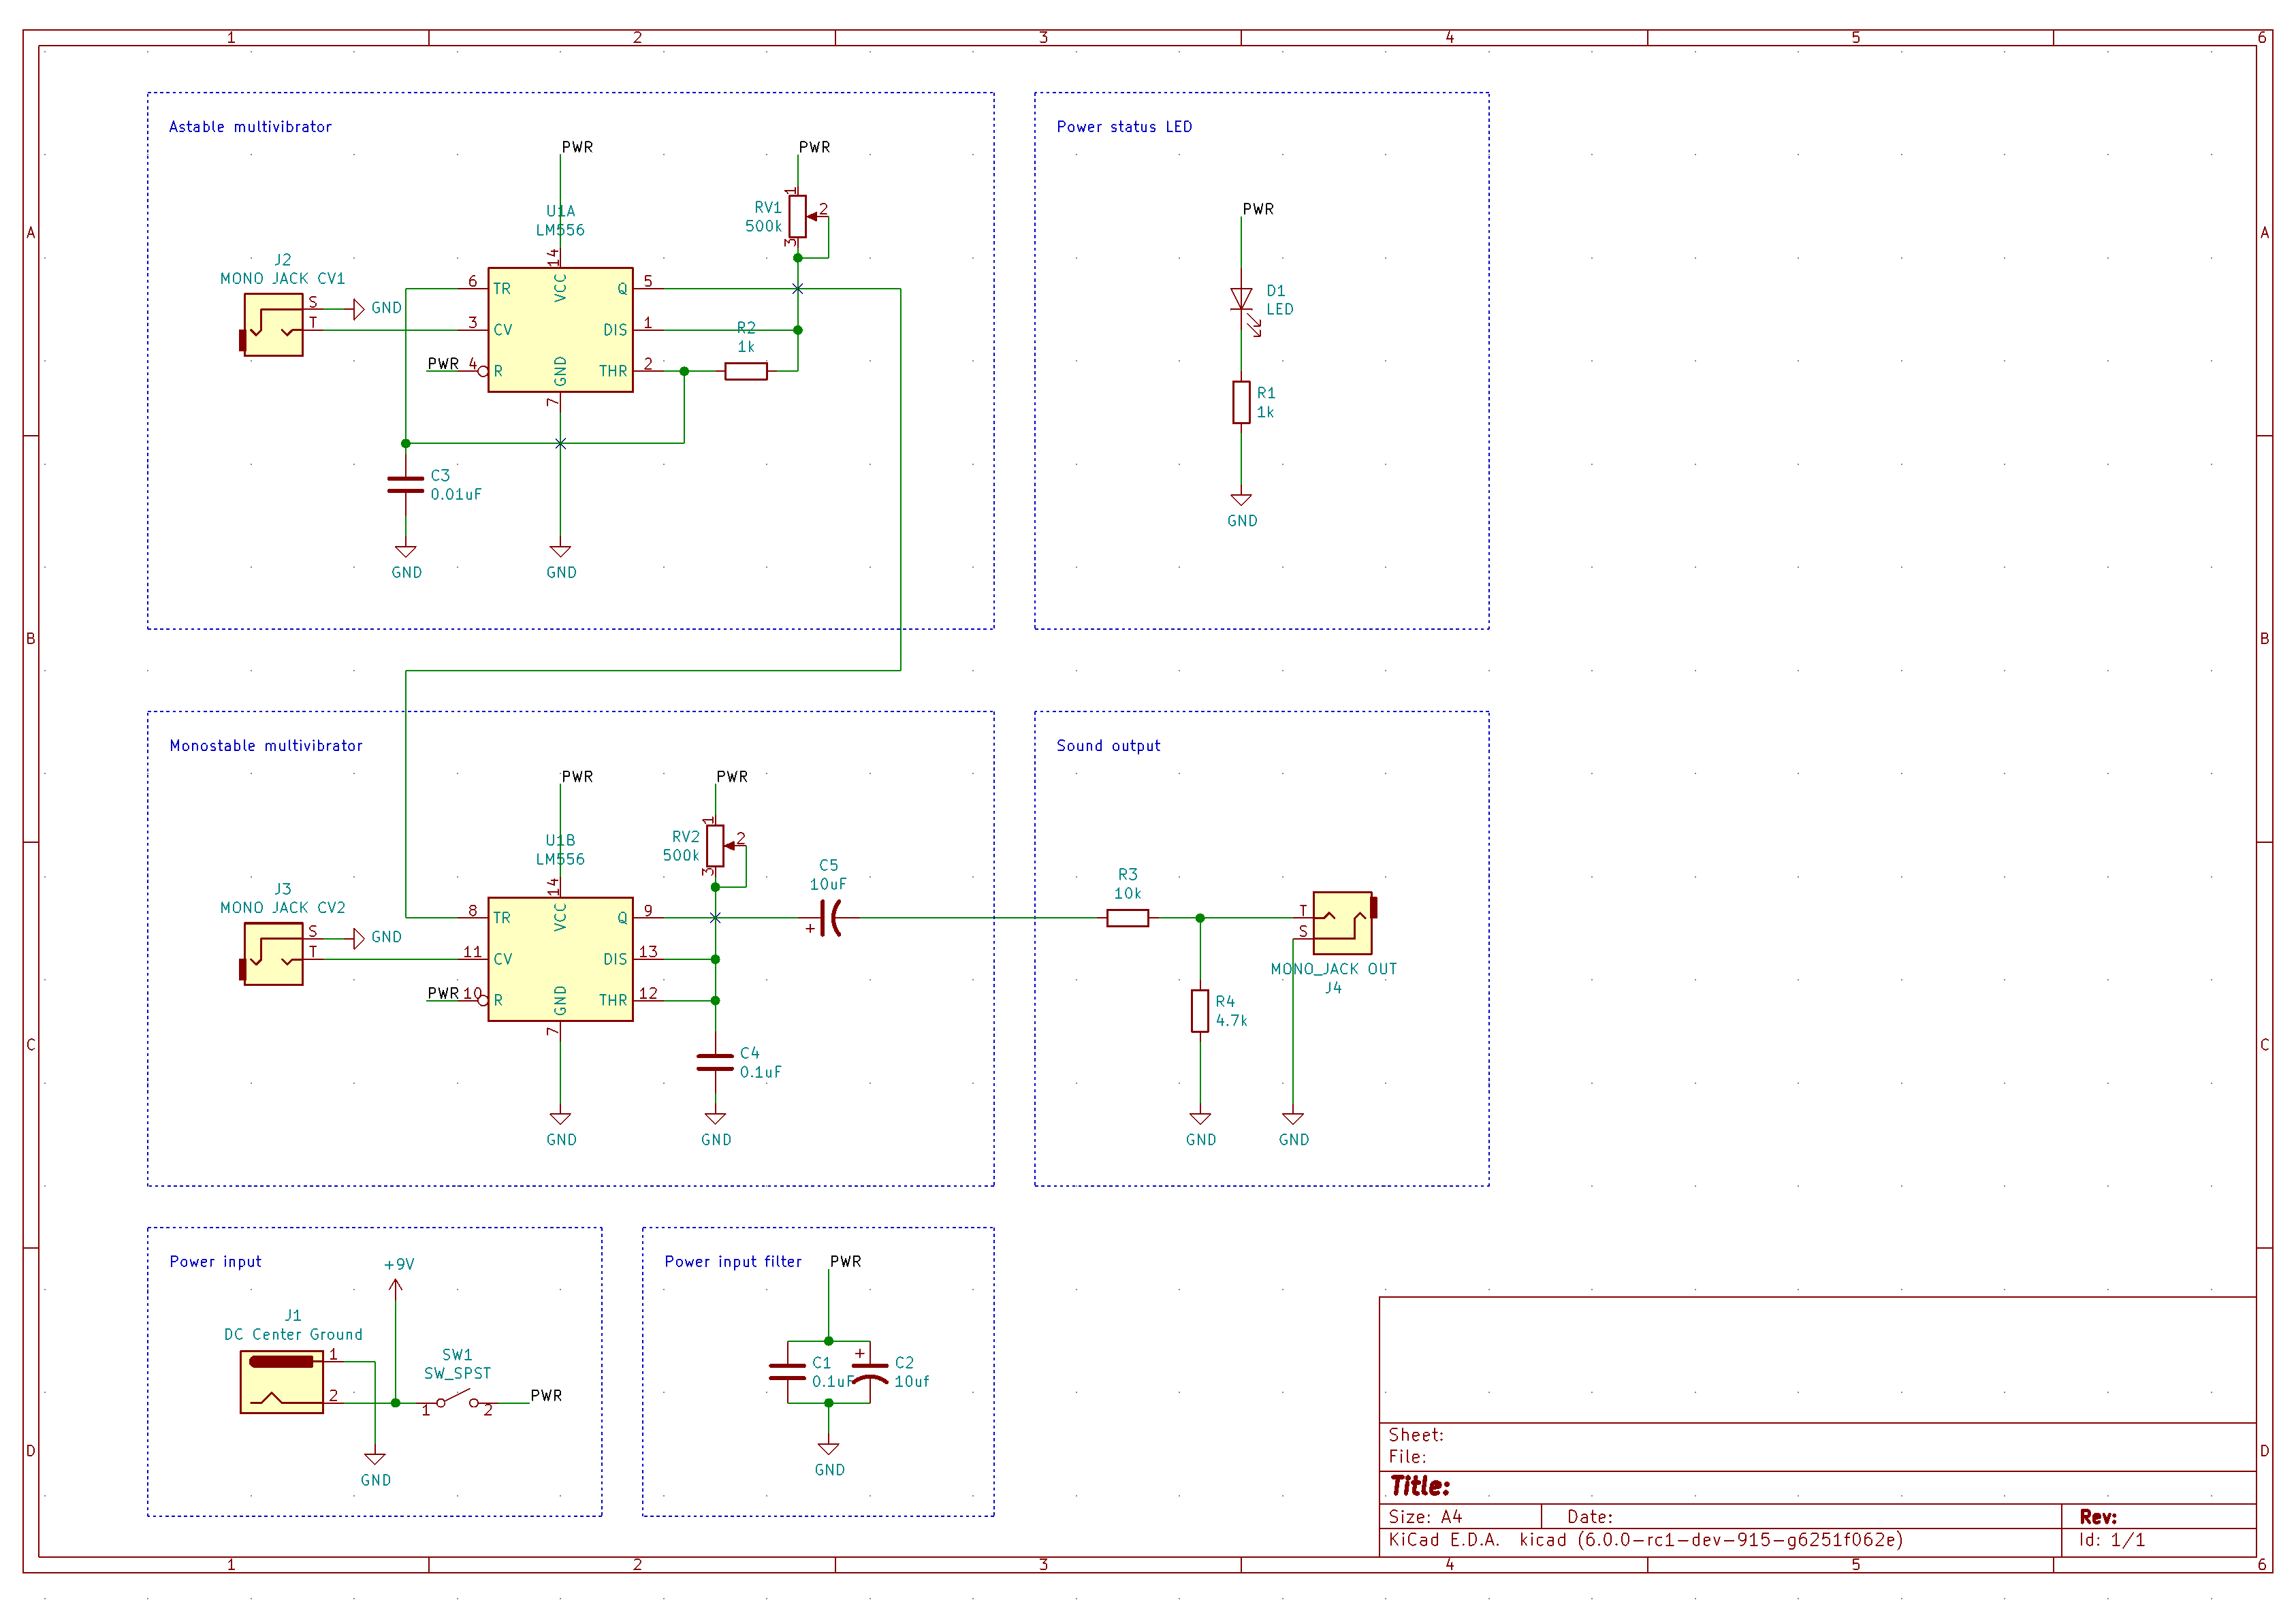 1 2 3 4 5 6
A A
B B
C C
D D
Astable multivibrator
PWR
PWR
U1A
LM556
RV1
500k
1
2
3
J2
MONO JACK CV1
S
T
GND
14
VCC
6 TR
Q 5
3 CV
DIS 1
PWR 4 R
THR 2
GND
7
R2
1k
C3
0.01uF
GND
GND
Power status LED
PWR
D1
LED
R1
1k
GND
Monostable multivibrator
PWR
PWR
U1B
LM556
RV2
500k
1
2
3
J3
MONO JACK CV2
S
T
GND
14
VCC
8 TR
Q 9
11 CV
DIS 13
PWR 10 R
THR 12
GND
7
C5
10uF
+
C4
0.1uF
GND
GND
Sound output
R3
10k
T
S
MONO_JACK OUT
J4
R4
4.7k
GND
GND
Power input
+9V
J1
DC Center Ground
1
2
SW1
SW_SPST
1 2
PWR
GND
Power input filter
PWR
C1
0.1uF
+
C2
10uf
GND
Sheet:
File:
Title:
Size: A4 Date: Rev:
KiCad E.D.A. kicad (6.0.0-rc1-dev-915-g6251f062e) Id: 1/1
1 2 3 4 5 6